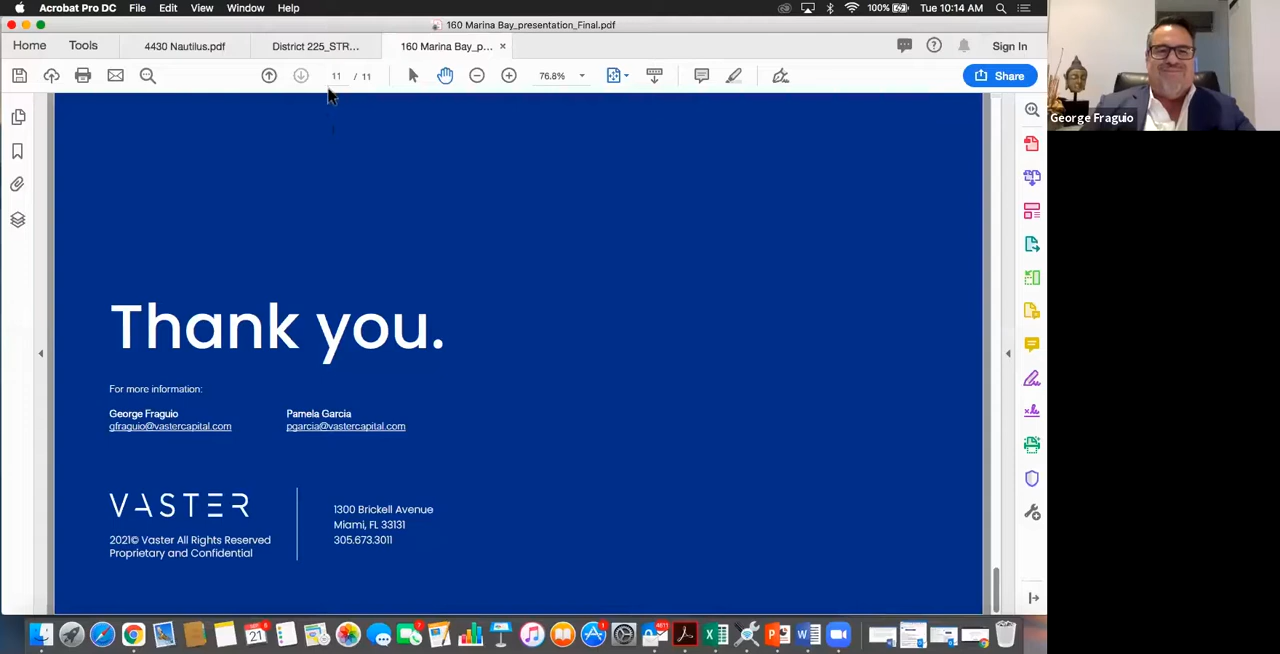 Acrobat Pro DC File Edit View Window Help
100% Tue 10:14 AM
160 Marina Bay_presentation_Final.pdf
Home Tools 4430 Nautilus.pdf District 225_STR... 160 Marina Bay_p... × Sign In
11 / 11 76.8% Share
George Fraguio
Thank you.
For more information:
George Fraguio Pamela Garcia
gfraguio@vastercapital.com pgarcia@vastercapital.com
VASTER
2021© Vaster All Rights Reserved
Proprietary and Confidential
1300 Brickell Avenue
Miami, FL 33131
305.673.3011
21